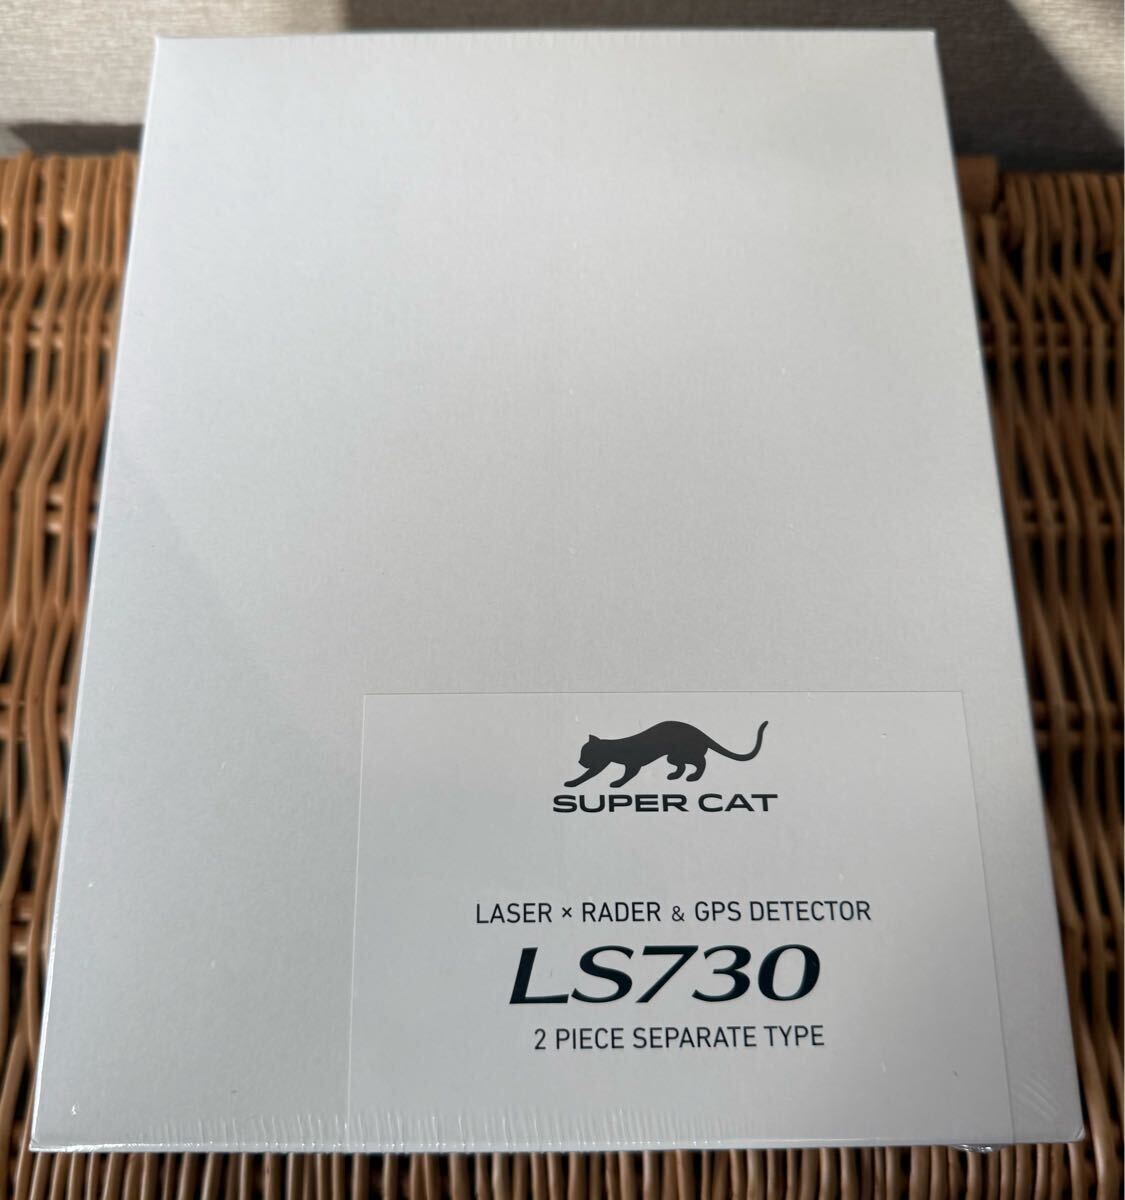 SUPER CAT
LASER × RADER & GPS DETECTOR
LS730
2 PIECE SEPARATE TYPE